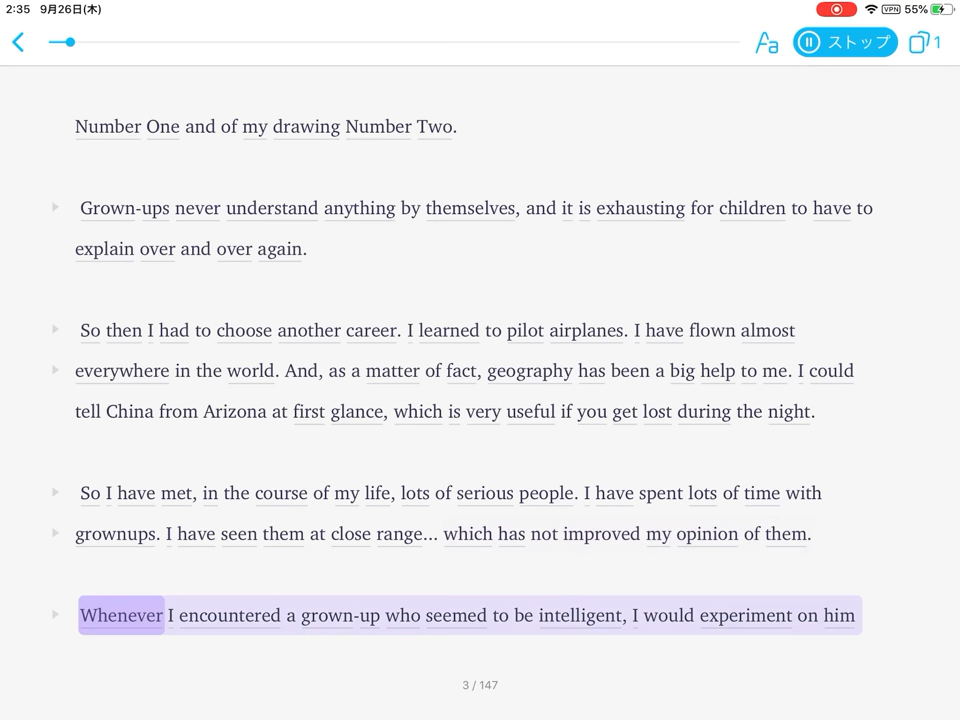 2:35 9月26日(木)
VPN 55%
Aa ストップ 1
Number One and of my drawing Number Two.
Grown-ups never understand anything by themselves, and it is exhausting for children to have to
explain over and over again.
So then I had to choose another career. I learned to pilot airplanes. I have flown almost
everywhere in the world. And, as a matter of fact, geography has been a big help to me. I could
tell China from Arizona at first glance, which is very useful if you get lost during the night.
So I have met, in the course of my life, lots of serious people. I have spent lots of time with
grownups. I have seen them at close range... which has not improved my opinion of them.
Whenever I encountered a grown-up who seemed to be intelligent, I would experiment on him
3 / 147